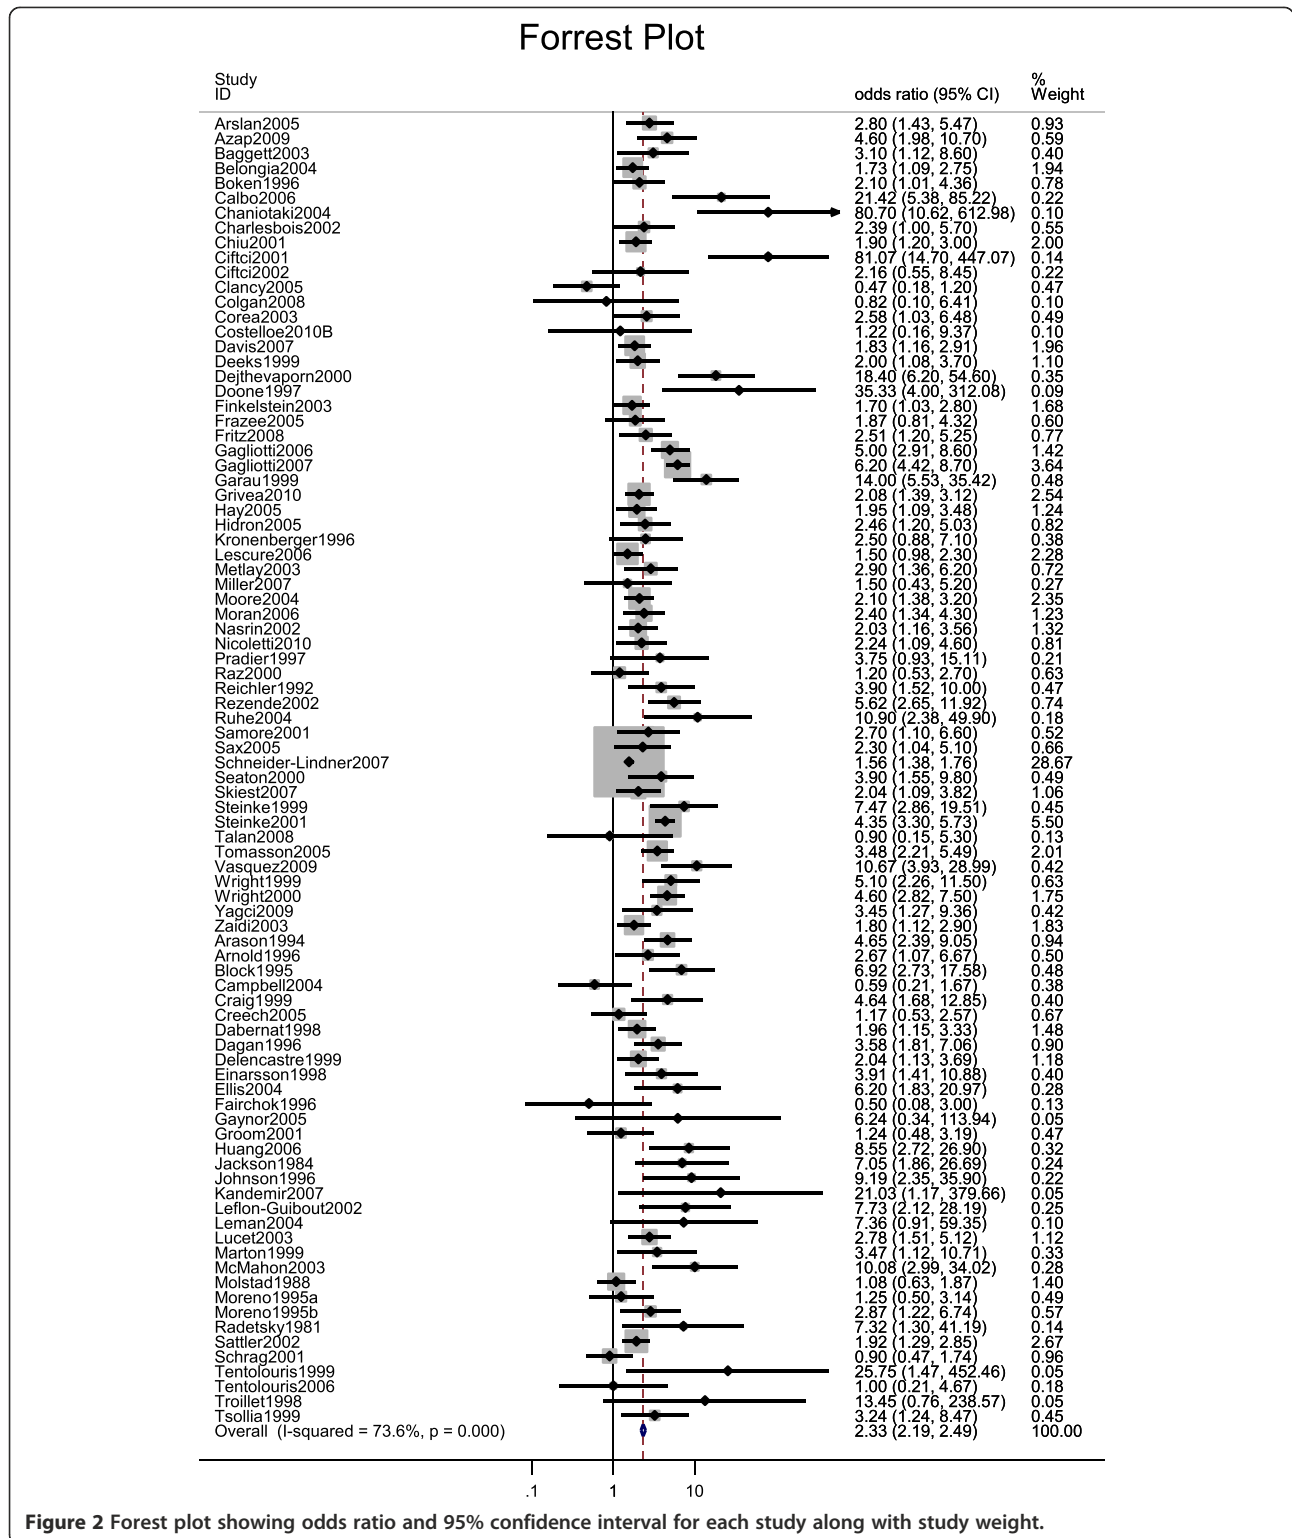 Forrest Plot
Study %
ID odds ratio (95% CI) Weight
Arslan2005 2.80 (1.43, 5.47) 0.93
Azap2009 4.60 (1.98, 10.70) 0.59
Baggett2003 3.10 (1.12, 8.60) 0.40
Belongia2004 1.73 (1.09, 2.75) 1.94
Boken1996 2.10 (1.01, 4.36) 0.78
Calbo2006 21.42 (5.38, 85.22) 0.22
Chaniotaki2004 80.70 (10.62, 612.98) 0.10
Charlesbois2002 2.39 (1.00, 5.70) 0.55
Chiu2001 1.90 (1.20, 3.00) 2.00
Ciftci2001 81.07 (14.70, 447.07) 0.14
Ciftci2002 2.16 (0.55, 8.45) 0.22
Clancy2005 0.47 (0.18, 1.20) 0.47
Colgan2008 0.82 (0.10, 6.41) 0.10
Corea2003 2.58 (1.03, 6.48) 0.49
Costelloe2010B 1.22 (0.16, 9.37) 0.10
Davis2007 1.83 (1.16, 2.91) 1.96
Deeks1999 2.00 (1.08, 3.70) 1.10
Dejthevaporn2000 18.40 (6.20, 54.60) 0.35
Doone1997 35.33 (4.00, 312.08) 0.09
Finkelstein2003 1.70 (1.03, 2.80) 1.68
Frazee2005 1.87 (0.81, 4.32) 0.60
Fritz2008 2.51 (1.20, 5.25) 0.77
Gagliotti2006 5.00 (2.91, 8.60) 1.42
Gagliotti2007 6.20 (4.42, 8.70) 3.64
Garau1999 14.00 (5.53, 35.42) 0.48
Grivea2010 2.08 (1.39, 3.12) 2.54
Hay2005 1.95 (1.09, 3.48) 1.24
Hidron2005 2.46 (1.20, 5.03) 0.82
Kronenberger1996 2.50 (0.88, 7.10) 0.38
Lescure2006 1.50 (0.98, 2.30) 2.28
Metlay2003 2.90 (1.36, 6.20) 0.72
Miller2007 1.50 (0.43, 5.20) 0.27
Moore2004 2.10 (1.38, 3.20) 2.35
Moran2006 2.40 (1.34, 4.30) 1.23
Nasrin2002 2.03 (1.16, 3.56) 1.32
Nicoletti2010 2.24 (1.09, 4.60) 0.81
Pradier1997 3.75 (0.93, 15.11) 0.21
Raz2000 1.20 (0.53, 2.70) 0.63
Reichler1992 3.90 (1.52, 10.00) 0.47
Rezende2002 5.62 (2.65, 11.92) 0.74
Ruhe2004 10.90 (2.38, 49.90) 0.18
Samore2001 2.70 (1.10, 6.60) 0.52
Sax2005 2.30 (1.04, 5.10) 0.66
Schneider-Lindner2007 1.56 (1.38, 1.76) 28.67
Seaton2000 3.90 (1.55, 9.80) 0.49
Skiest2007 2.04 (1.09, 3.82) 1.06
Steinke1999 7.47 (2.86, 19.51) 0.45
Steinke2001 4.35 (3.30, 5.73) 5.50
Talan2008 0.90 (0.15, 5.30) 0.13
Tomasson2005 3.48 (2.21, 5.49) 2.01
Vasquez2009 10.67 (3.93, 28.99) 0.42
Wright1999 5.10 (2.26, 11.50) 0.63
Wright2000 4.60 (2.82, 7.50) 1.75
Yagci2009 3.45 (1.27, 9.36) 0.42
Zaidi2003 1.80 (1.12, 2.90) 1.83
Arason1994 4.65 (2.39, 9.05) 0.94
Arnold1996 2.67 (1.07, 6.67) 0.50
Block1995 6.92 (2.73, 17.58) 0.48
Campbell2004 0.59 (0.21, 1.67) 0.38
Craig1999 4.64 (1.68, 12.85) 0.40
Creech2005 1.17 (0.53, 2.57) 0.67
Dabernat1998 1.96 (1.15, 3.33) 1.48
Dagan1996 3.58 (1.81, 7.06) 0.90
Delencastre1999 2.04 (1.13, 3.69) 1.18
Einarsson1998 3.91 (1.41, 10.88) 0.40
Ellis2004 6.20 (1.83, 20.97) 0.28
Fairchok1996 0.50 (0.08, 3.00) 0.13
Gaynor2005 6.24 (0.34, 113.94) 0.05
Groom2001 1.24 (0.48, 3.19) 0.47
Huang2006 8.55 (2.72, 26.90) 0.32
Jackson1984 7.05 (1.86, 26.69) 0.24
Johnson1996 9.19 (2.35, 35.90) 0.22
Kandemir2007 21.03 (1.17, 379.66) 0.05
Leflon-Guibout2002 7.73 (2.12, 28.19) 0.25
Leman2004 7.36 (0.91, 59.35) 0.10
Lucet2003 2.78 (1.51, 5.12) 1.12
Marton1999 3.47 (1.12, 10.71) 0.33
McMahon2003 10.08 (2.99, 34.02) 0.28
Molstad1988 1.08 (0.63, 1.87) 1.40
Moreno1995a 1.25 (0.50, 3.14) 0.49
Moreno1995b 2.87 (1.22, 6.74) 0.57
Radetsky1981 7.32 (1.30, 41.19) 0.14
Sattler2002 1.92 (1.29, 2.85) 2.67
Schrag2001 0.90 (0.47, 1.74) 0.96
Tentolouris1999 25.75 (1.47, 452.46) 0.05
Tentolouris2006 1.00 (0.21, 4.67) 0.18
Troillet1998 13.45 (0.76, 238.57) 0.05
Tsollia1999 3.24 (1.24, 8.47) 0.45
Overall (I-squared = 73.6%, p = 0.000) 2.33 (2.19, 2.49) 100.00
.1 1 10
Figure 2 Forest plot showing odds ratio and 95% confidence interval for each study along with study weight.